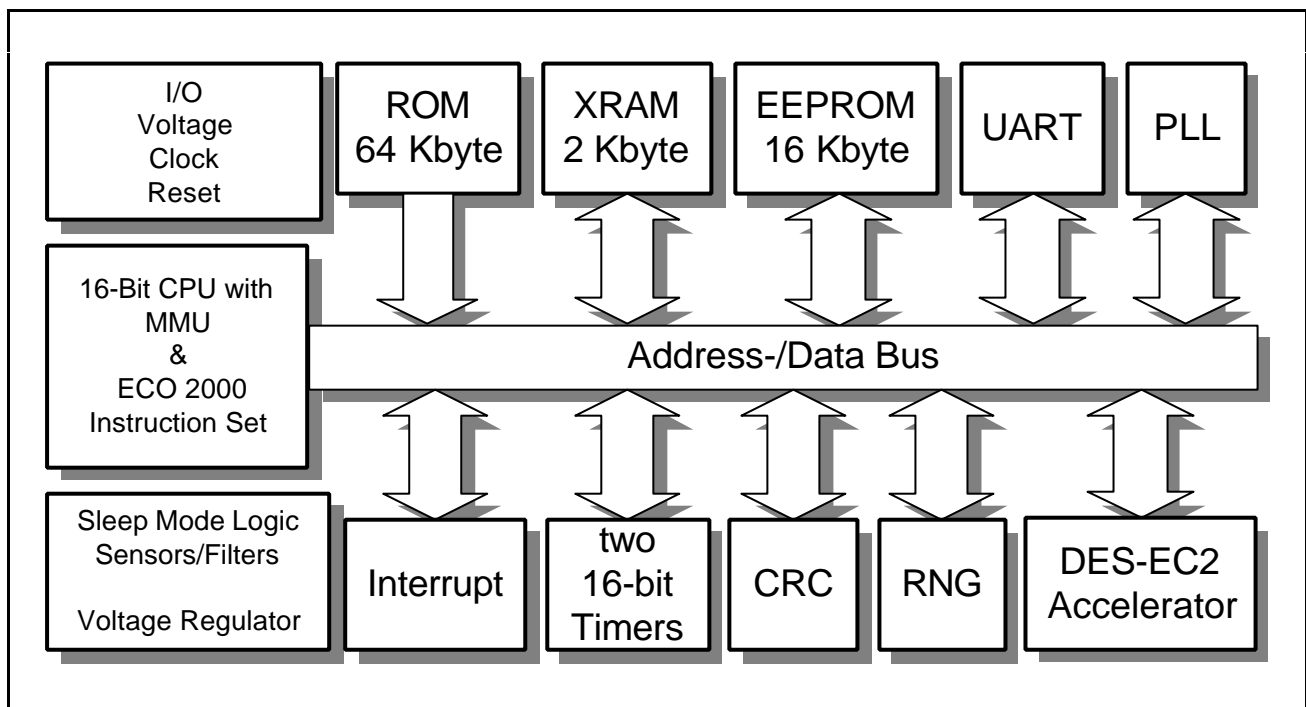 I/O
Voltage
Clock
Reset
ROM
64 Kbyte
XRAM
2 Kbyte
EEPROM
16 Kbyte
UART
PLL
16-Bit CPU with
MMU
&
ECO 2000
Instruction Set
Address-/Data Bus
Sleep Mode Logic
Sensors/Filters
Voltage Regulator
Interrupt
two
16-bit
Timers
CRC
RNG
DES-EC2
Accelerator